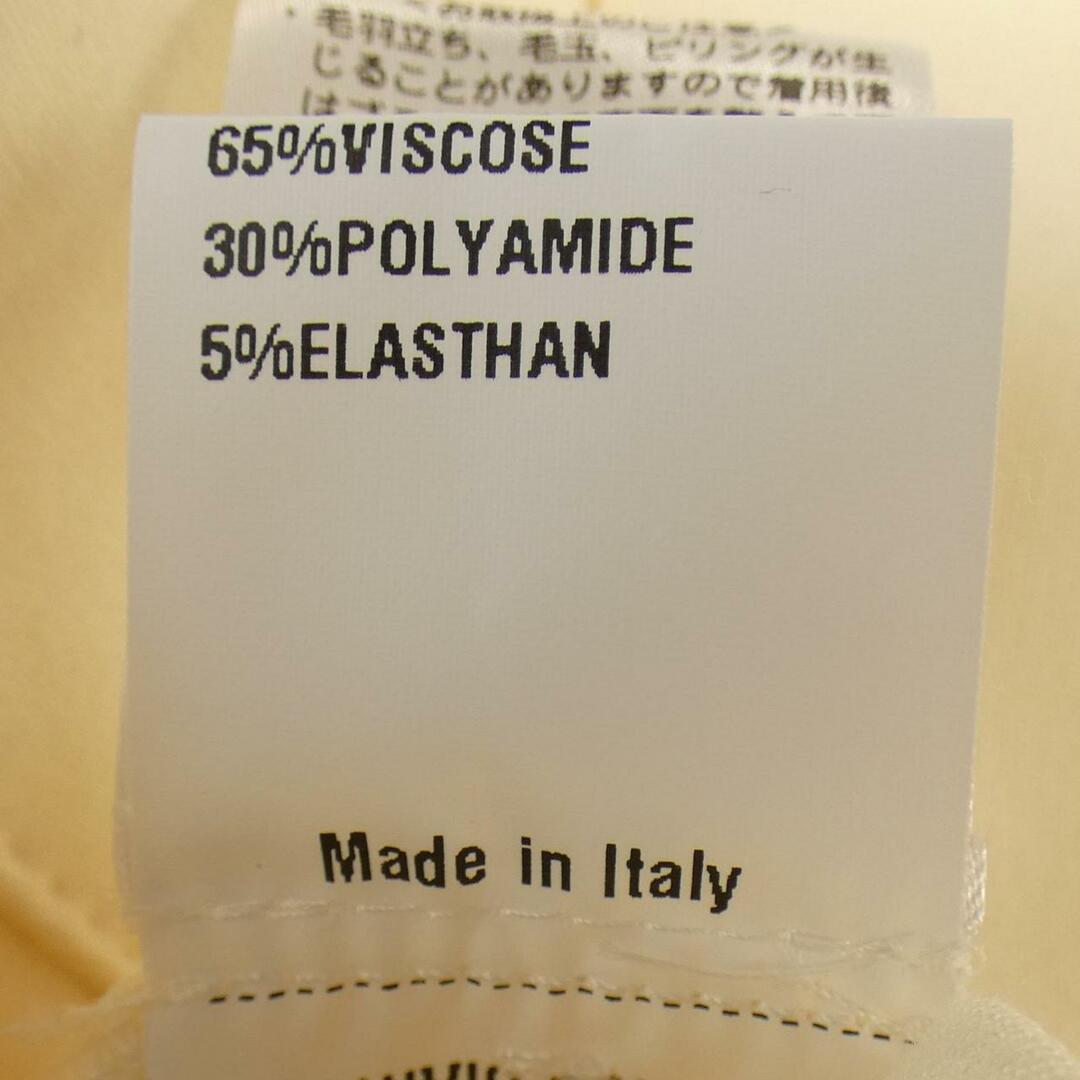 ・毛羽立ち、毛玉、ピリングが生
じることがありますので着用後
65%VISCOSE
30%POLYAMIDE
5%ELASTHAN
Made in Italy